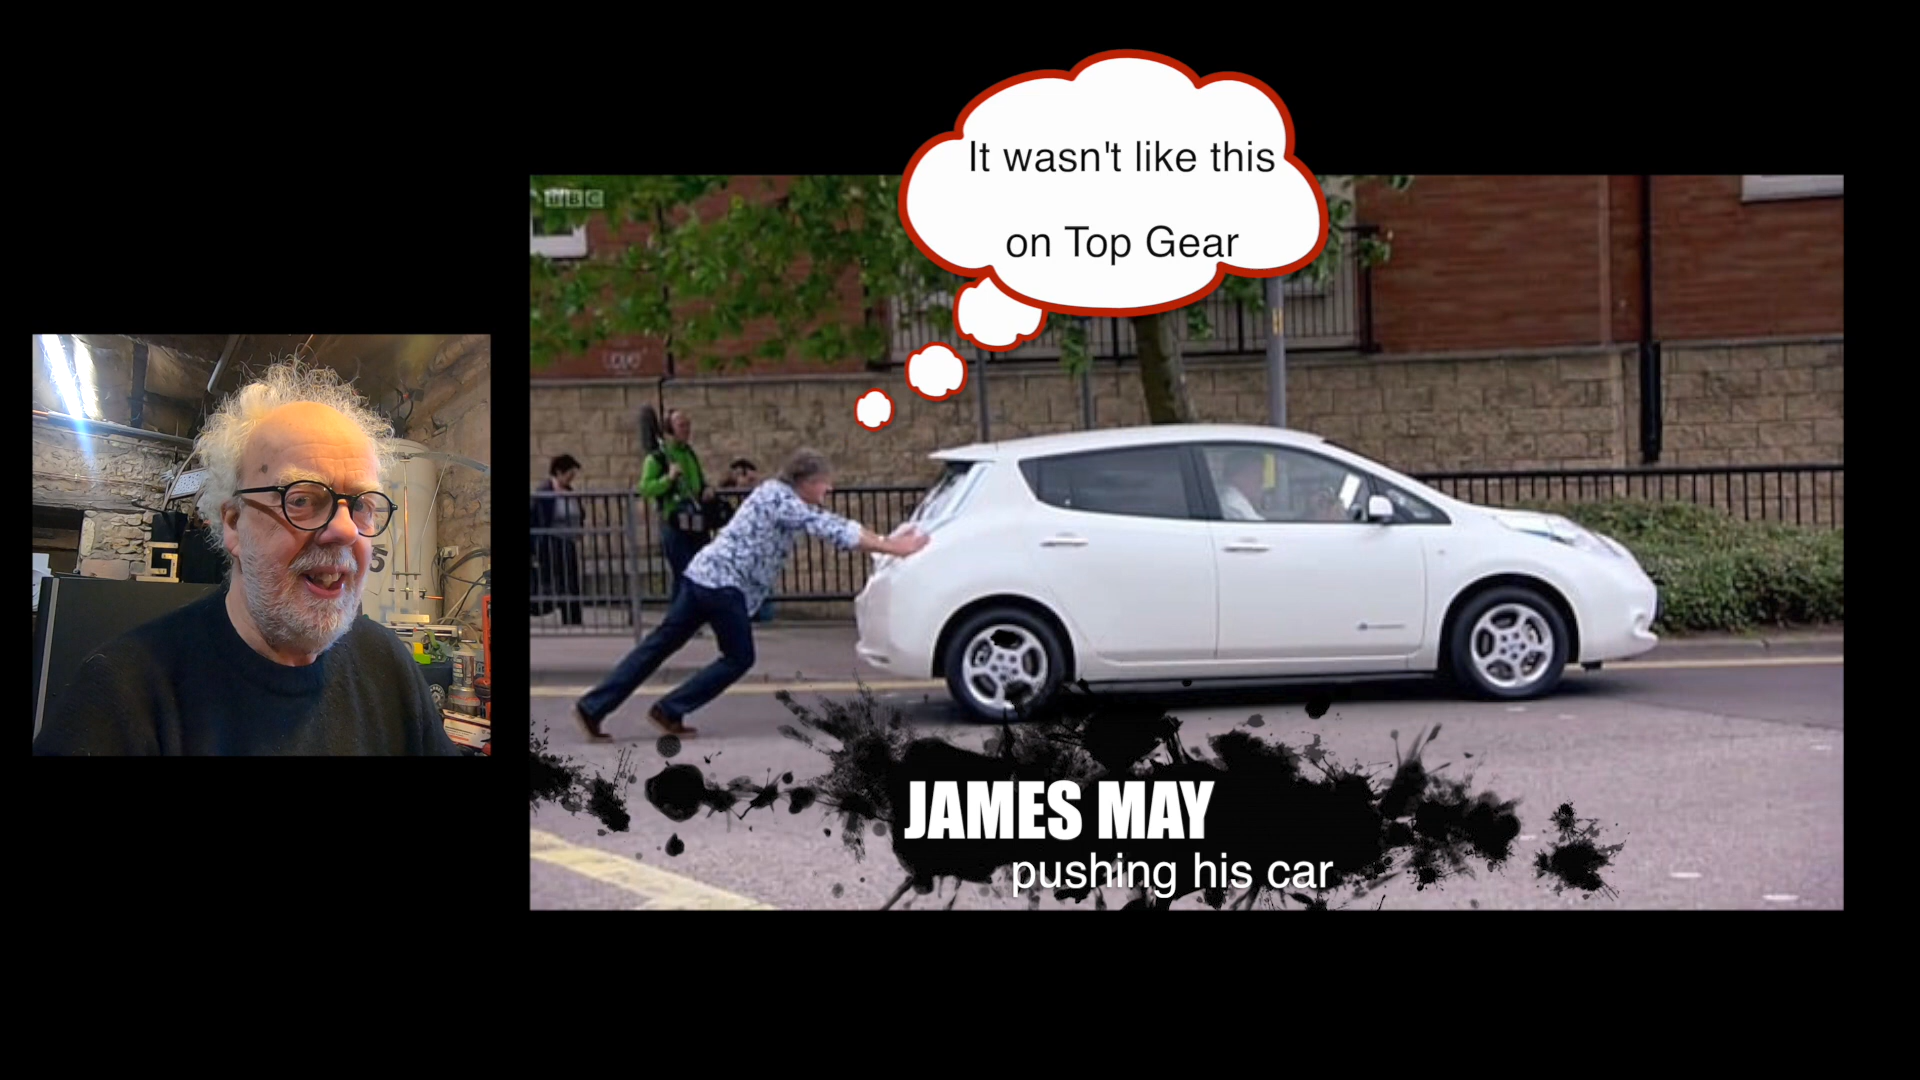 It wasn't like this
on Top Gear
BBC
JAMES MAY
pushing his car